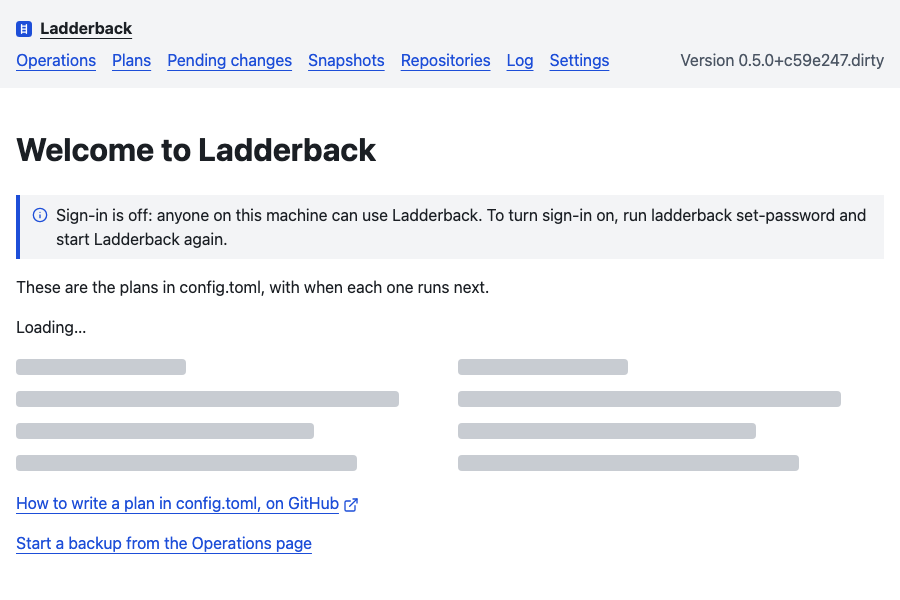 Ladderback
Operations Plans Pending changes Snapshots Repositories Log Settings Version 0.5.0+c59e247.dirty
Welcome to Ladderback
Sign-in is off: anyone on this machine can use Ladderback. To turn sign-in on, run ladderback set-password and
start Ladderback again.
These are the plans in config.toml, with when each one runs next.
Loading...
How to write a plan in config.toml, on GitHub
Start a backup from the Operations page